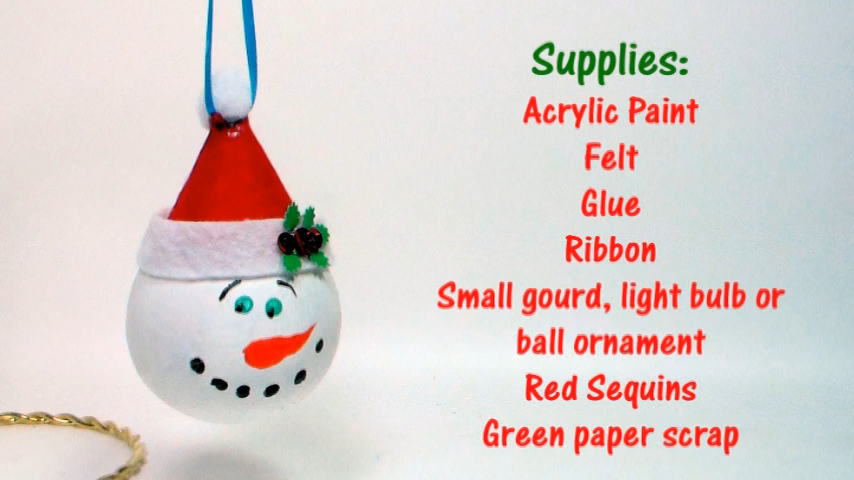 Supplies:
Acrylic Paint
Felt
Glue
Ribbon
Small gourd, light bulb or
ball ornament
Red Sequins
Green paper scrap